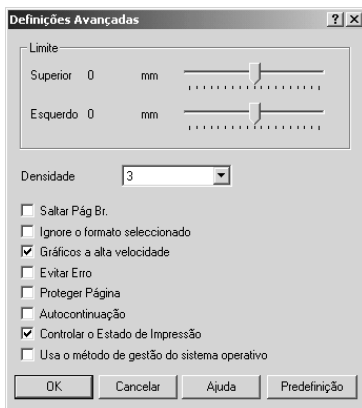 Definições Avançadas
Limite
Superior 0 mm
Esquerdo 0 mm
Densidade 3
Saltar Pág Br.
Ignore o formato seleccionado
Gráficos a alta velocidade
Evitar Erro
Proteger Página
Autocontinuação
Controlar o Estado de Impressão
Usa o método de gestão do sistema operativo
OK Cancelar Ajuda Predefinição